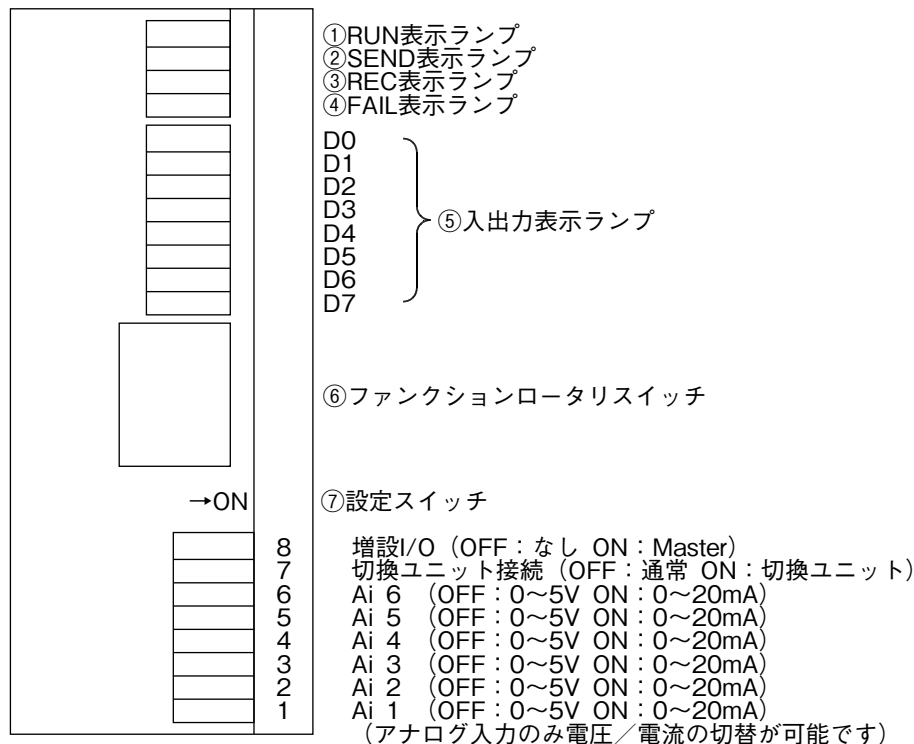 ①RUN表示ランプ
②SEND表示ランプ
③REC表示ランプ
④FAIL表示ランプ
D0
D1
D2
D3
D4
D5
D6
D7
⑤入出力表示ランプ
⑥ファンクションロータリスイッチ
→ON ⑦設定スイッチ
8 増設I/O（OFF：なし ON：Master）
7 切換ユニット接続（OFF：通常 ON：切換ユニット）
6 Ai 6 （OFF：0～5V ON：0～20mA）
5 Ai 5 （OFF：0～5V ON：0～20mA）
4 Ai 4 （OFF：0～5V ON：0～20mA）
3 Ai 3 （OFF：0～5V ON：0～20mA）
2 Ai 2 （OFF：0～5V ON：0～20mA）
1 Ai 1 （OFF：0～5V ON：0～20mA）
（アナログ入力のみ電圧／電流の切替が可能です）